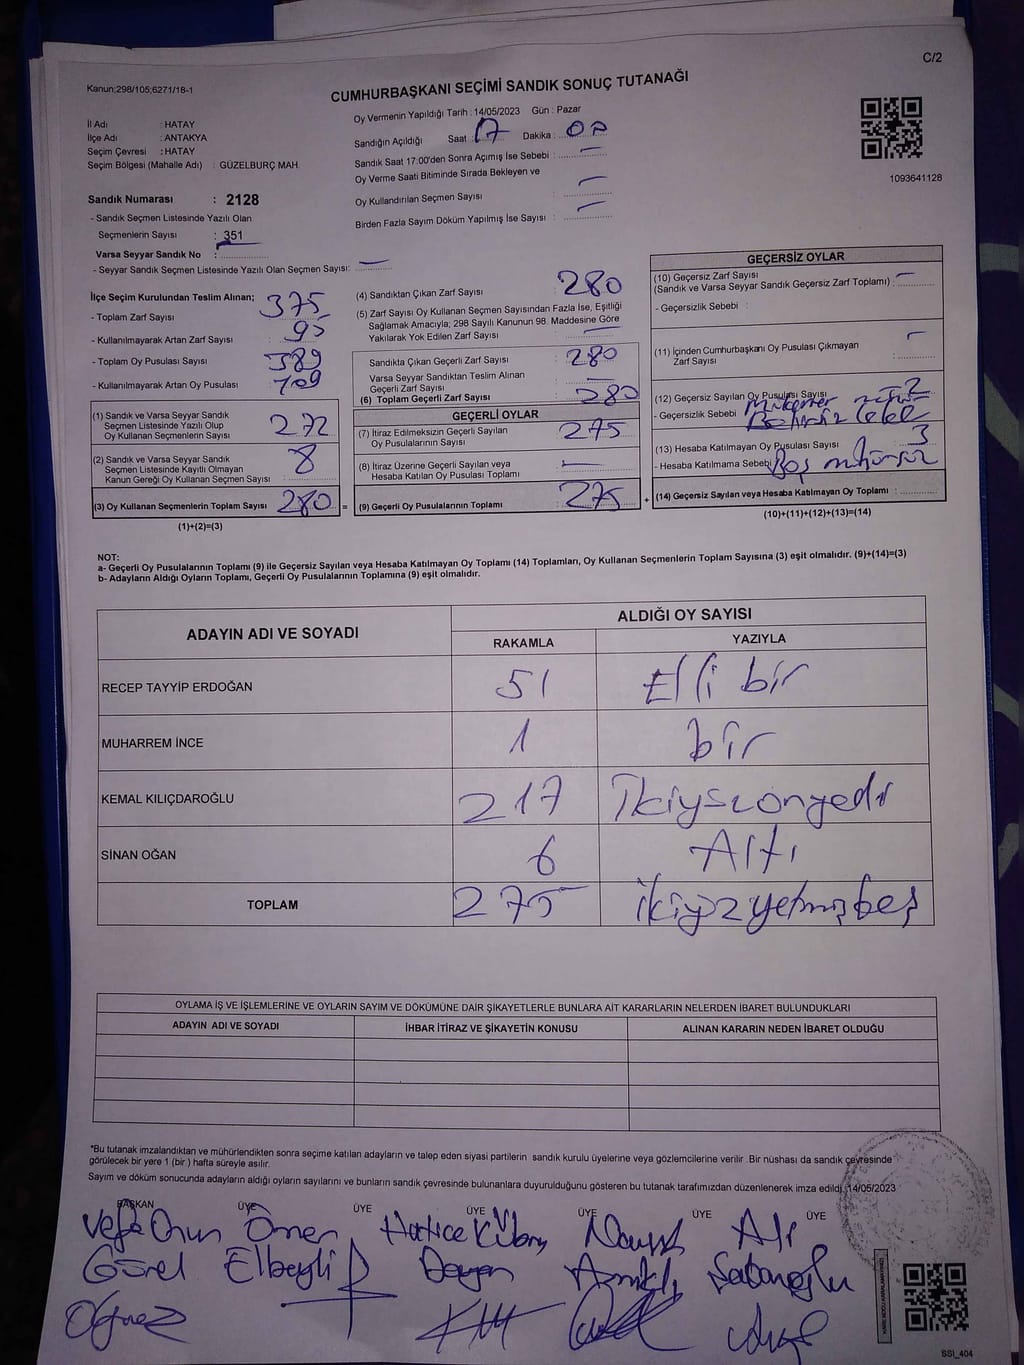 C/2
Kanun:298/105;6271/18-1
CUMHURBAŞKANI SEÇİMİ SANDIK SONUÇ TUTANAĞI
İl Adı : HATAY
İlçe Adı : ANTAKYA
Seçim Çevresi : HATAY
Seçim Bölgesi (Mahalle Adı) : GÜZELBURÇ MAH.
Oy Vermenin Yapıldığı Tarih : 14/05/2023 Gün : Pazar
Sandığın Açıldığı Saat : 17 Dakika : 00
Sandık Saat 17:00'den Sonra Açımış İse Sebebi : —
Oy Verme Saati Bitiminde Sırada Bekleyen ve
Oy Kullandırılan Seçmen Sayısı : —
Birden Fazla Sayım Döküm Yapılmış İse Sayısı : —
1093641128
Sandık Numarası : 2128
- Sandık Seçmen Listesinde Yazılı Olan
Seçmenlerin Sayısı : 351
Varsa Seyyar Sandık No :
- Seyyar Sandık Seçmen Listesinde Yazılı Olan Seçmen Sayısı: —
İlçe Seçim Kurulundan Teslim Alınan;
- Toplam Zarf Sayısı 375
- Kullanılmayarak Artan Zarf Sayısı 95
- Toplam Oy Pusulası Sayısı 389
- Kullanılmayarak Artan Oy Pusulası 109
(1) Sandık ve Varsa Seyyar Sandık
Seçmen Listesinde Yazılı Olup
Oy Kullanan Seçmenlerin Sayısı 272
(2) Sandık ve Varsa Seyyar Sandık
Seçmen Listesinde Kayıtlı Olmayan
Kanun Gereği Oy Kullanan Seçmen Sayısı : 8
(3) Oy Kullanan Seçmenlerin Toplam Sayısı 280 =
(1)+(2)=(3)
(4) Sandıktan Çıkan Zarf Sayısı 280
(5) Zarf Sayısı Oy Kullanan Seçmen Sayısından Fazla İse, Eşitliği
Sağlamak Amacıyla; 298 Sayılı Kanunun 98. Maddesine Göre
Yakılarak Yok Edilen Zarf Sayısı : —
Sandıkta Çıkan Geçerli Zarf Sayısı : 280
Varsa Seyyar Sandıktan Teslim Alınan
Geçerli Zarf Sayısı : —
(6) Toplam Geçerli Zarf Sayısı : 280
GEÇERLİ OYLAR
(7) İtiraz Edilmeksizin Geçerli Sayılan
Oy Pusulalarının Sayısı : 275
(8) İtiraz Üzerine Geçerli Sayılan veya
Hesaba Katılan Oy Pusulası Toplamı : —
(9) Geçerli Oy Pusulalarının Toplamı : 275 +
GEÇERSİZ OYLAR
(10) Geçersiz Zarf Sayısı
(Sandık ve Varsa Seyyar Sandık Geçersiz Zarf Toplamı) : —
- Geçersizlik Sebebi :
(11) İçinden Cumhurbaşkanı Oy Pusulası Çıkmayan
Zarf Sayısı : —
(12) Geçersiz Sayılan Oy Pusulası Sayısı : 2
- Geçersizlik Sebebi
(13) Hesaba Katılmayan Oy Pusulası Sayısı : 3
- Hesaba Katılmama Sebebi Boş mühürsüz
(14) Geçersiz Sayılan veya Hesaba Katılmayan Oy Toplamı :
(10)+(11)+(12)+(13)=(14)
NOT:
a- Geçerli Oy Pusulalarının Toplamı (9) ile Geçersiz Sayılan veya Hesaba Katılmayan Oy Toplamı (14) Toplamları, Oy Kullanan Seçmenlerin Toplam Sayısına (3) eşit olmalıdır. (9)+(14)=(3)
b- Adayların Aldığı Oyların Toplamı, Geçerli Oy Pusulalarının Toplamına (9) eşit olmalıdır.
ADAYIN ADI VE SOYADI
ALDIĞI OY SAYISI
RAKAMLA YAZIYLA
RECEP TAYYİP ERDOĞAN 51 Elli bir
MUHARREM İNCE 1 bir
KEMAL KILIÇDAROĞLU 217 İkiyüzonyedi
SİNAN OĞAN 6 Altı
TOPLAM 275 ikiyüzyetmişbeş
OYLAMA İŞ VE İŞLEMLERİNE VE OYLARIN SAYIM VE DÖKÜMÜNE DAİR ŞİKAYETLERLE BUNLARA AİT KARARLARIN NELERDEN İBARET BULUNDUKLARI
ADAYIN ADI VE SOYADI İHBAR İTİRAZ VE ŞİKAYETİN KONUSU ALINAN KARARIN NEDEN İBARET OLDUĞU
*Bu tutanak imzalandıktan ve mühürlendikten sonra seçime katılan adayların ve talep eden siyasi partilerin sandık kurulu üyelerine veya gözlemcilerine verilir. Bir nüshası da sandık çevresinde
görülecek bir yere 1 (bir ) hafta süreyle asılır.
Sayım ve döküm sonucunda adayların aldığı oyların sayılarını ve bunların sandık çevresinde bulunanlara duyurulduğunu gösteren bu tutanak tarafımızdan düzenlenerek imza edildi. 14/05/2023
BAŞKAN ÜYE ÜYE ÜYE ÜYE ÜYE ÜYE
Ömer Hatice Kübra Ali
Gürel Elbeyli Sabanoğlu
SSI_404